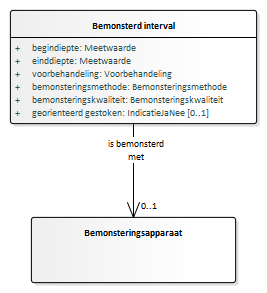 Bemonsterd interval
+ begindiepte: Meetwaarde
+ einddiepte: Meetwaarde
+ voorbehandeling: Voorbehandeling
+ bemonsteringsmethode: Bemonsteringsmethode
+ bemonsteringskwaliteit: Bemonsteringskwaliteit
+ georienteerd gestoken: IndicatieJaNee [0..1]
is bemonsterd
met
0..1
Bemonsteringsapparaat